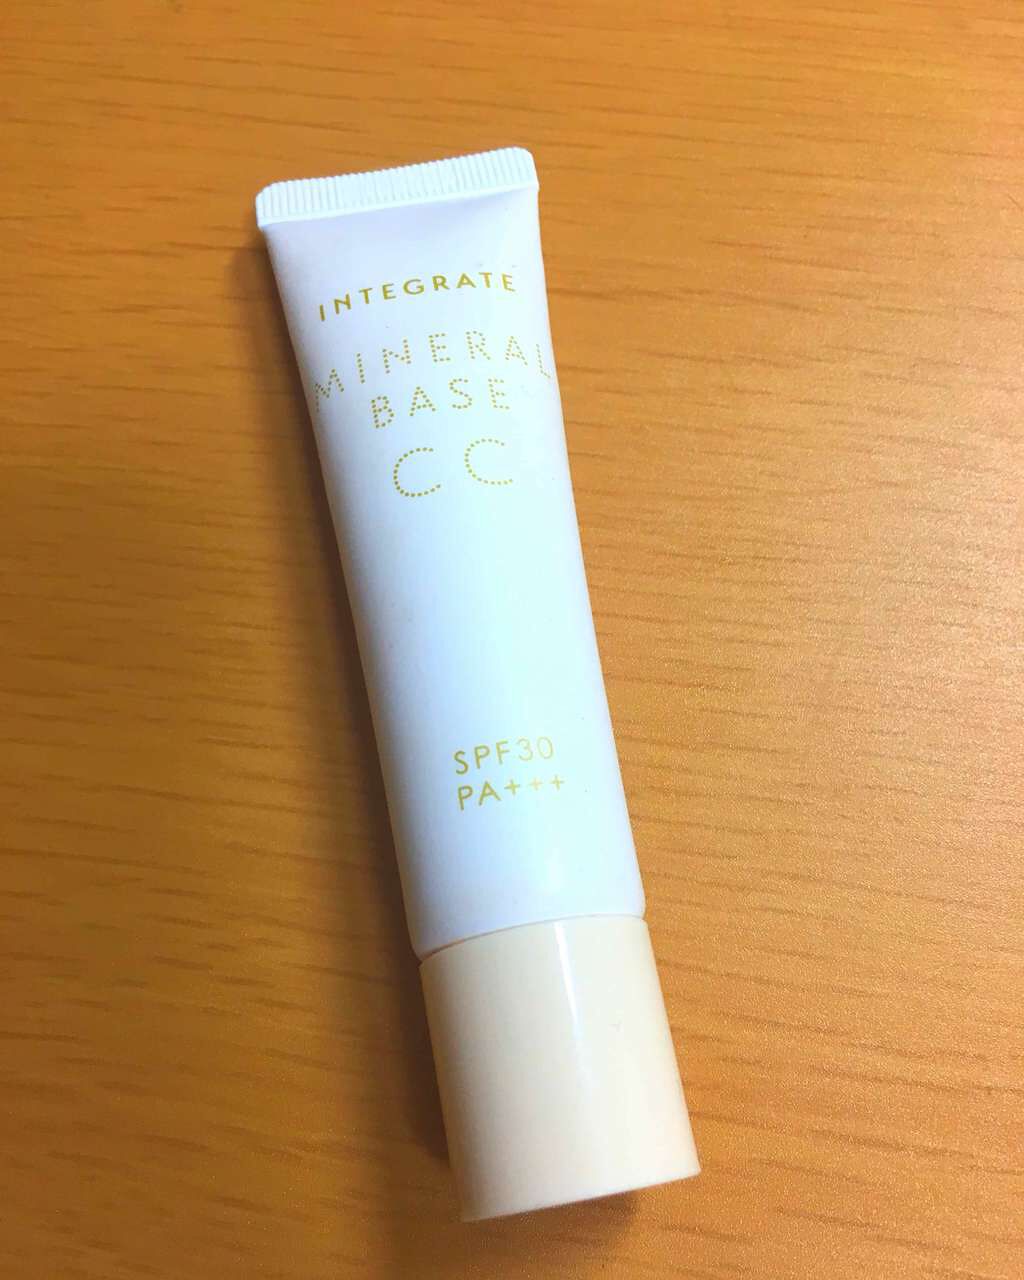 INTEGRATE
MINERAL
BASE
CC
SPF30
PA+++